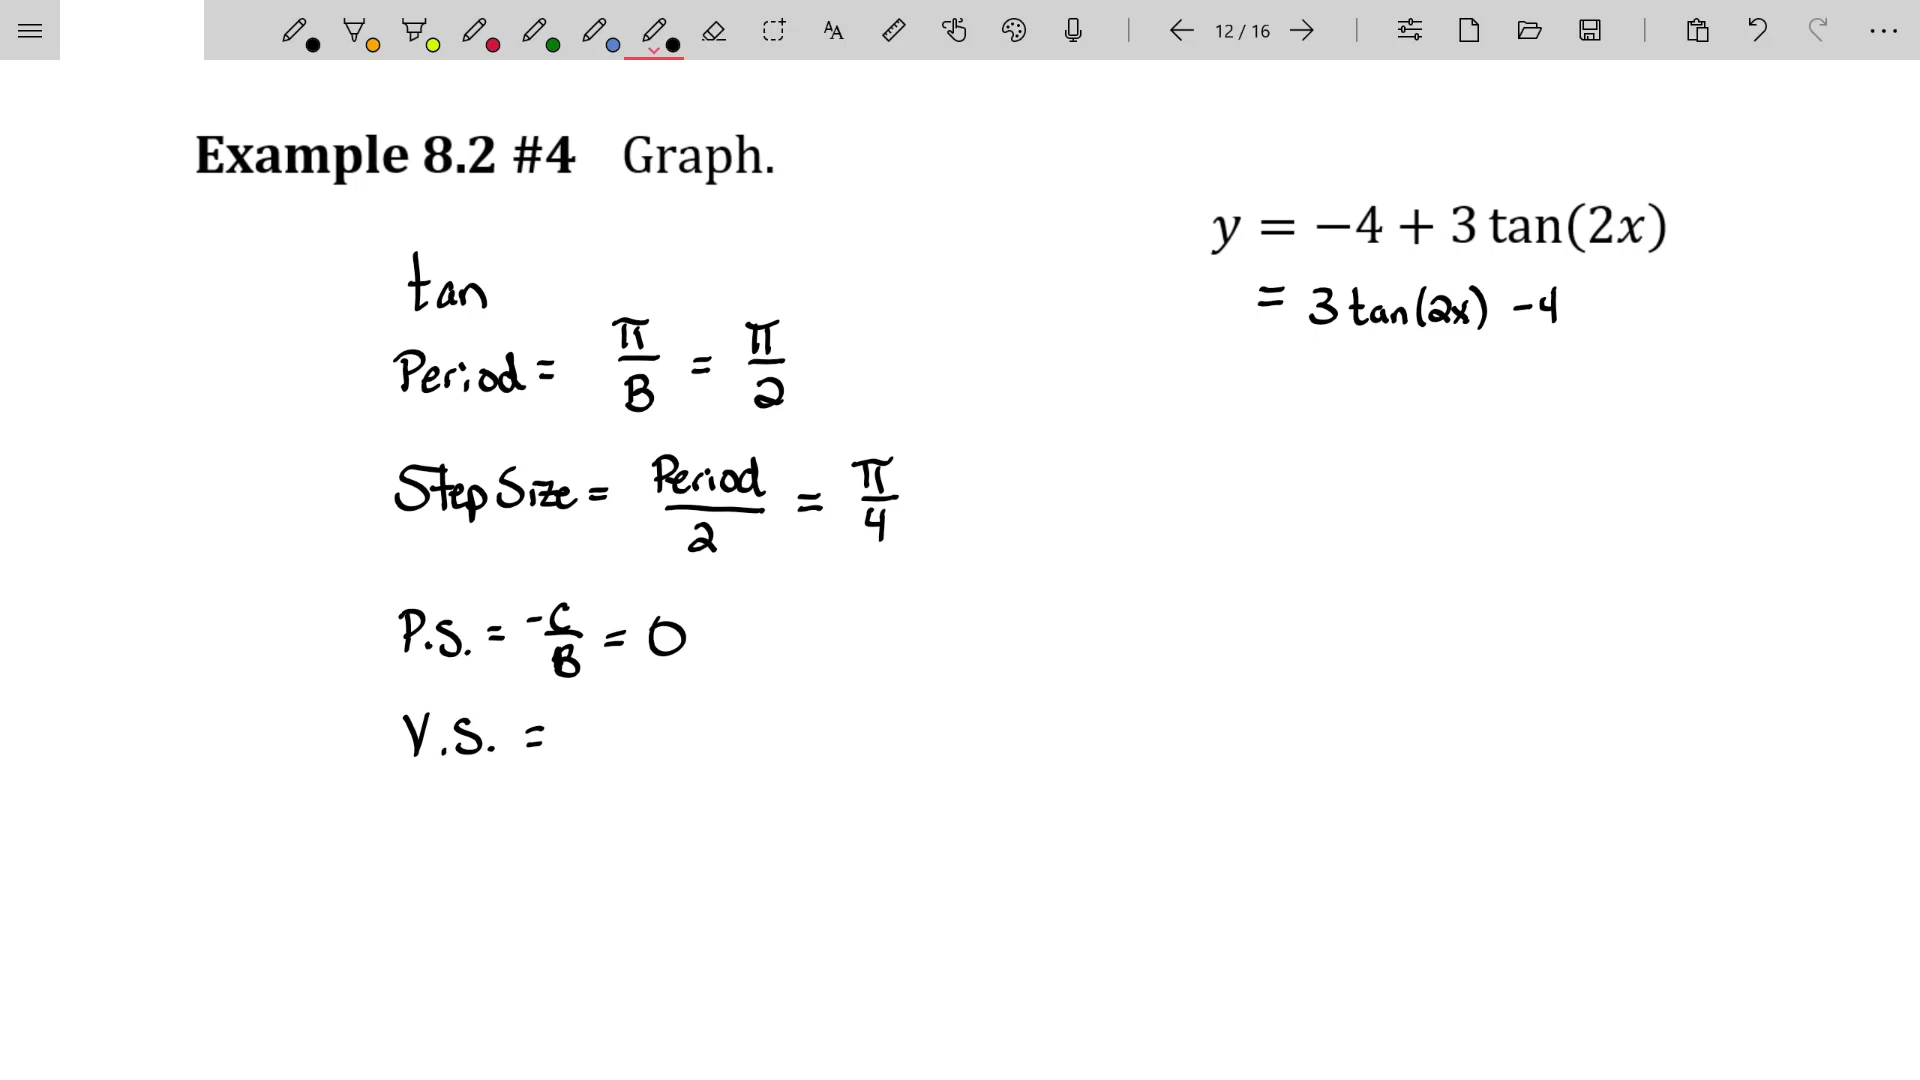 12 / 16
Example 8.2 #4 Graph.
y = −4 + 3 tan(2x)
= 3 tan(2x) -4
tan
Period = π/B = π/2
Step Size = Period/2 = π/4
P.S. = -C/B = 0
V.S. =